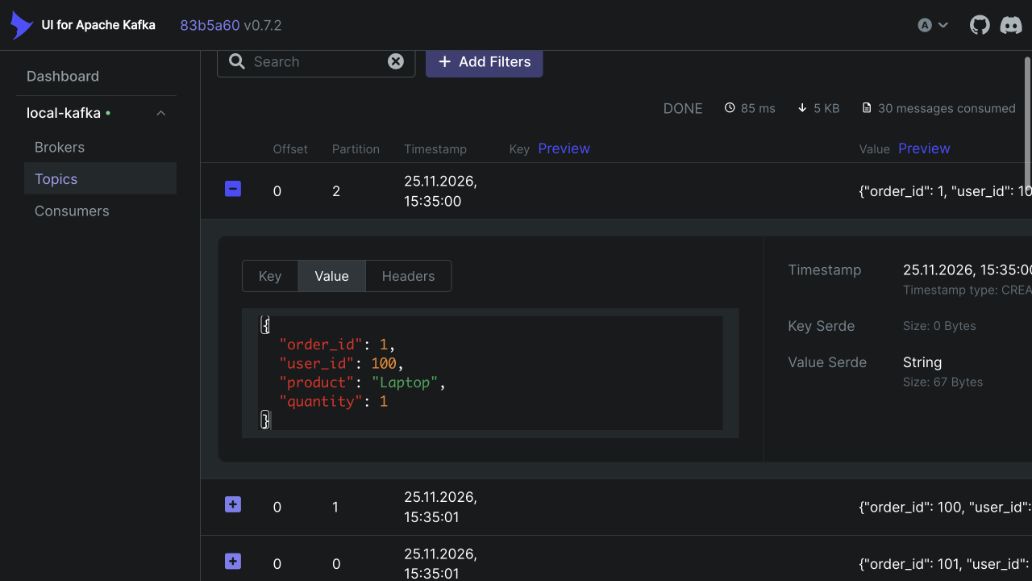 UI for Apache Kafka 83b5a60 v0.7.2 A
Dashboard
local-kafka
Brokers
Topics
Consumers
Search + Add Filters
DONE 85 ms 5 KB 30 messages consumed
Offset Partition Timestamp Key Preview Value Preview
0 2 25.11.2026, 15:35:00 {"order_id": 1, "user_id": 10
Key Value Headers
{
"order_id": 1,
"user_id": 100,
"product": "Laptop",
"quantity": 1
}
Timestamp 25.11.2026, 15:35:00
Timestamp type: CREA
Key Serde Size: 0 Bytes
Value Serde String
Size: 67 Bytes
0 1 25.11.2026, 15:35:01 {"order_id": 100, "user_id":
0 0 25.11.2026, 15:35:01 {"order_id": 101, "user_id":